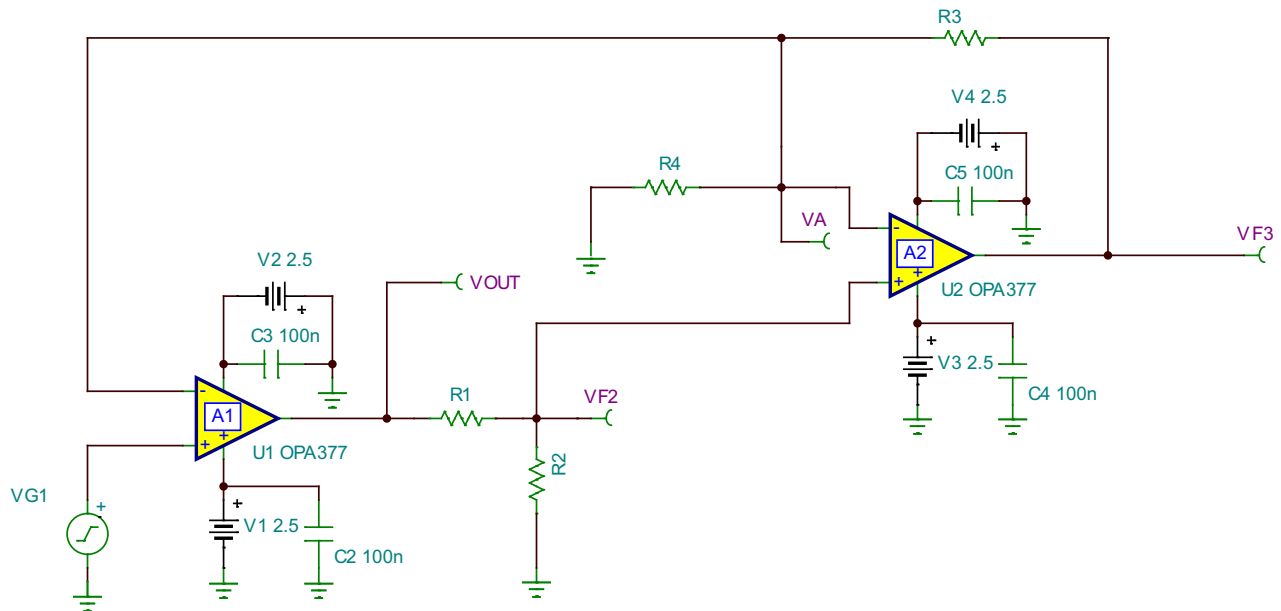 R3
V4 2.5
C5 100n
R4
VA
A2
VF3
U2 OPA377
V2 2.5
VOUT
C3 100n
V3 2.5
C4 100n
R1
VF2
A1
U1 OPA377
R2
VG1
V1 2.5
C2 100n